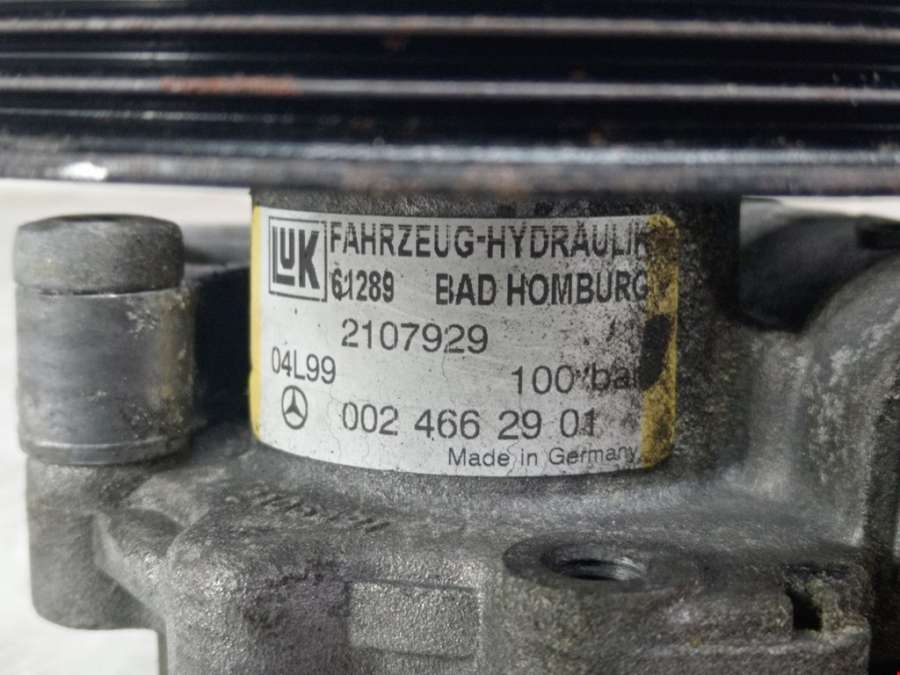 LUK FAHRZEUG-HYDRAULIK
61289 BAD HOMBURG
2107929
04L99 100 bar
002 466 29 01
Made in Germany